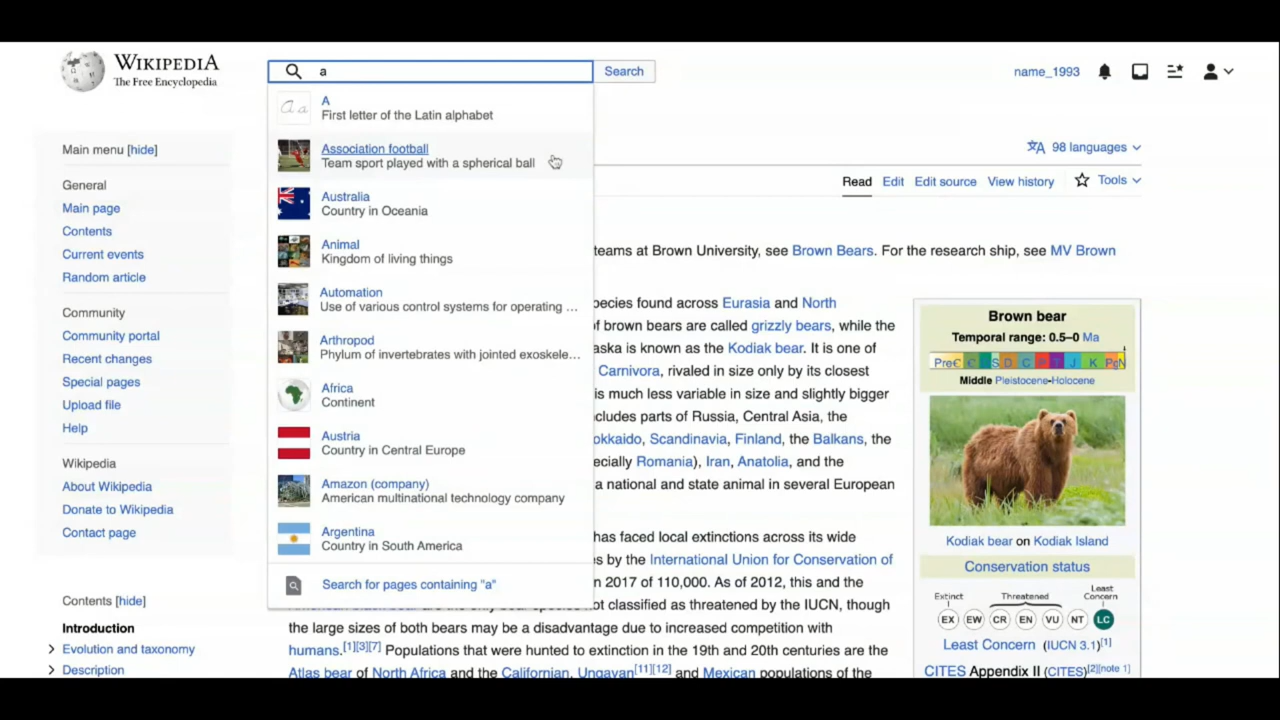 WIKIPEDIA
The Free Encyclopedia
a
Search
name_1993
A
First letter of the Latin alphabet
Association football
Team sport played with a spherical ball
Australia
Country in Oceania
Animal
Kingdom of living things
Automation
Use of various control systems for operating ...
Arthropod
Phylum of invertebrates with jointed exoskele...
Africa
Continent
Austria
Country in Central Europe
Amazon (company)
American multinational technology company
Argentina
Country in South America
Search for pages containing "a"
Main menu [hide]
General
Main page
Contents
Current events
Random article
Community
Community portal
Recent changes
Special pages
Upload file
Help
Wikipedia
About Wikipedia
Donate to Wikipedia
Contact page
Contents [hide]
Introduction
Evolution and taxonomy
Description
98 languages
Read Edit Edit source View history Tools
teams at Brown University, see Brown Bears. For the research ship, see MV Brown
species found across Eurasia and North
of brown bears are called grizzly bears, while the
is known as the Kodiak bear. It is one of
Carnivora, rivaled in size only by its closest
is much less variable in size and slightly bigger
includes parts of Russia, Central Asia, the
Scandinavia, Finland, the Balkans, the
Romania), Iran, Anatolia, and the
a national and state animal in several European
has faced local extinctions across its wide
by the International Union for Conservation of
2017 of 110,000. As of 2012, this and the
not classified as threatened by the IUCN, though
the large sizes of both bears may be a disadvantage due to increased competition with
humans.[1][3][7] Populations that were hunted to extinction in the 19th and 20th centuries are the
Atlas bear of North Africa and the Californian, Ungavan[11][12] and Mexican populations of the
Brown bear
Temporal range: 0.5–0 Ma
PreꞒ Ꞓ O S D C P T J K PgN
Middle Pleistocene-Holocene
Kodiak bear on Kodiak Island
Conservation status
Extinct
Threatened
Least
Concern
EX EW CR EN VU NT LC
Least Concern (IUCN 3.1)[1]
CITES Appendix II (CITES)[2][note 1]